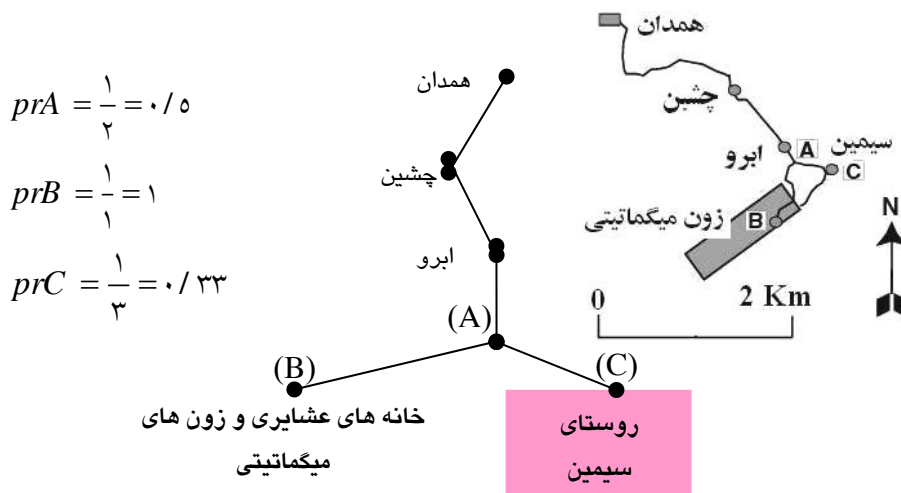 همدان
چشین
ابرو
سیمین
A
C
زون میگماتیتی
B
N
0 2 Km
prA = ۱/۲ = ۰/۵
prB = ۱/۱ = ۱
prC = ۱/۳ = ۰/۳۳
همدان
چشین
ابرو
(A)
(B)
(C)
خانه های عشایری و زون های
میگماتیتی
روستای
سیمین